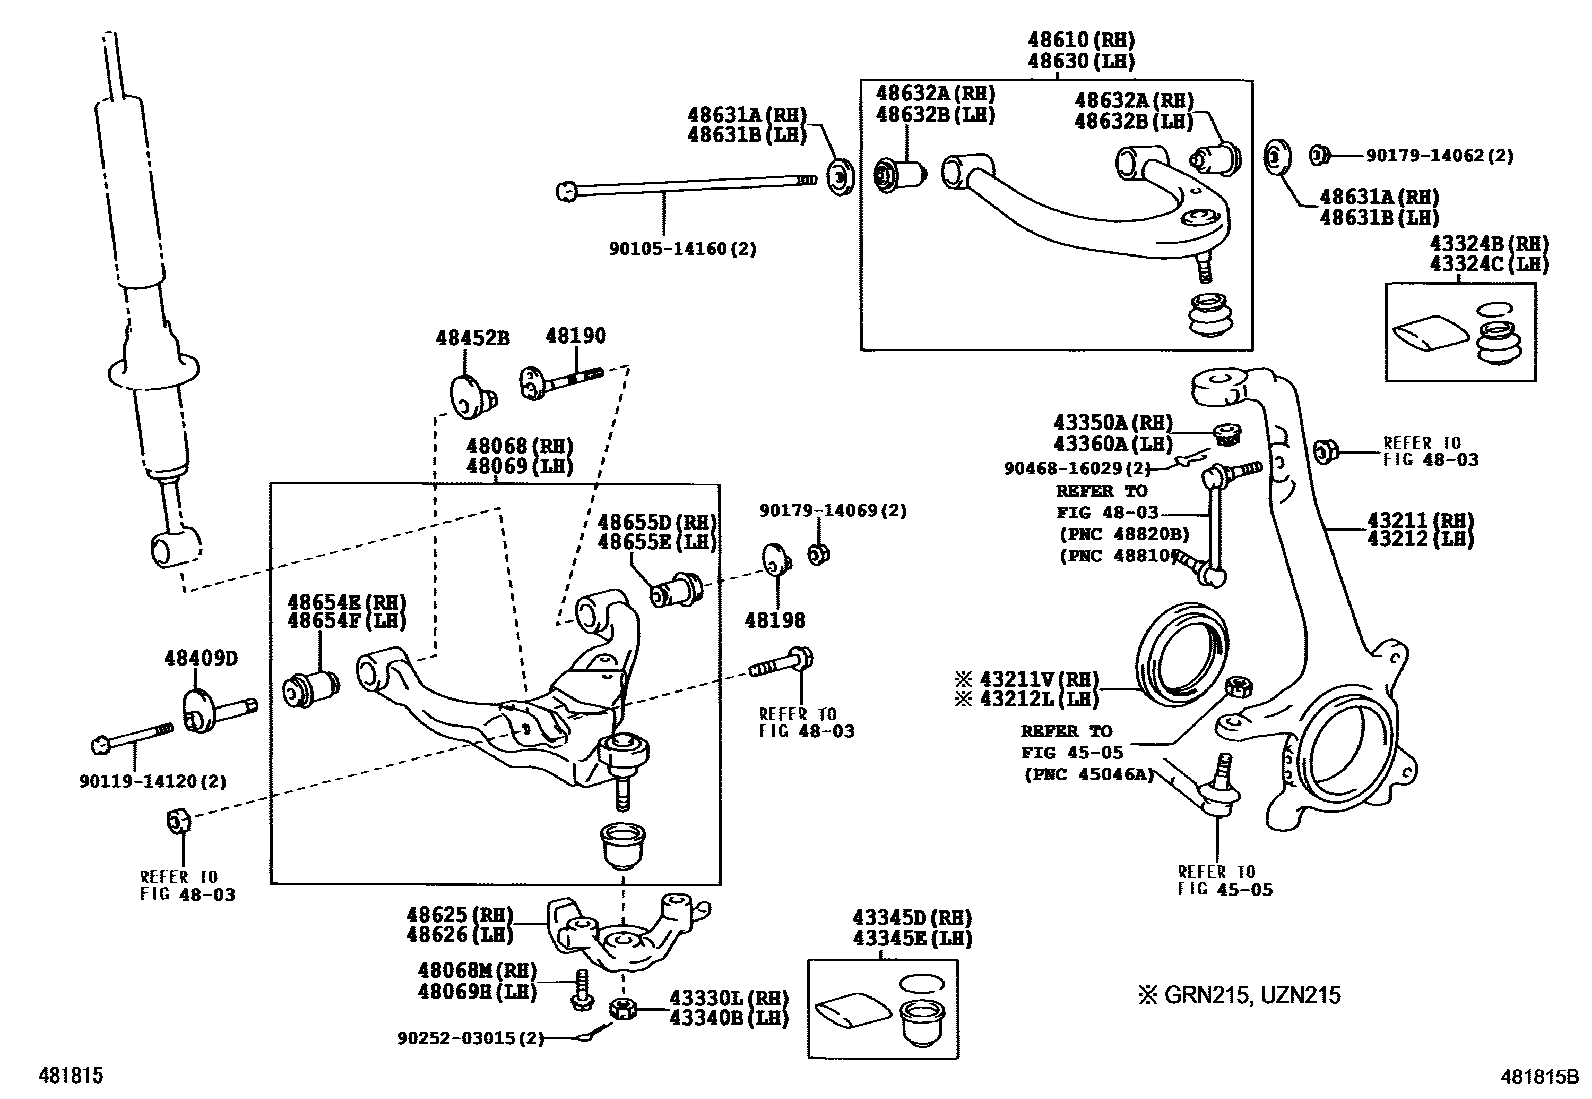 48610 (RH)
48630 (LH)
48632A (RH)
48632B (LH)
48632A (RH)
48632B (LH)
48631A (RH)
48631B (LH)
90179-14062 (2)
48631A (RH)
48631B (LH)
90105-14160 (2)
43324B (RH)
43324C (LH)
48452B
48190
43350A (RH)
43360A (LH)
90468-16029 (2)
REFER TO
FIG 48-03
(PNC 48820B)
(PNC 48810
REFER TO
FIG 48-03
48068 (RH)
48069 (LH)
48655D (RH)
48655E (LH)
90179-14069 (2)
43211 (RH)
43212 (LH)
48654E (RH)
48654F (LH)
48198
48409D
※ 43211V (RH)
※ 43212L (LH)
REFER TO
FIG 48-03
REFER TO
FIG 45-05
(PNC 45046A)
90119-14120 (2)
REFER TO
FIG 48-03
REFER TO
FIG 45-05
48625 (RH)
48626 (LH)
43345D (RH)
43345E (LH)
48068M (RH)
48069H (LH)
43330L (RH)
43340B (LH)
90252-03015 (2)
※ GRN215, UZN215
481815
481815B